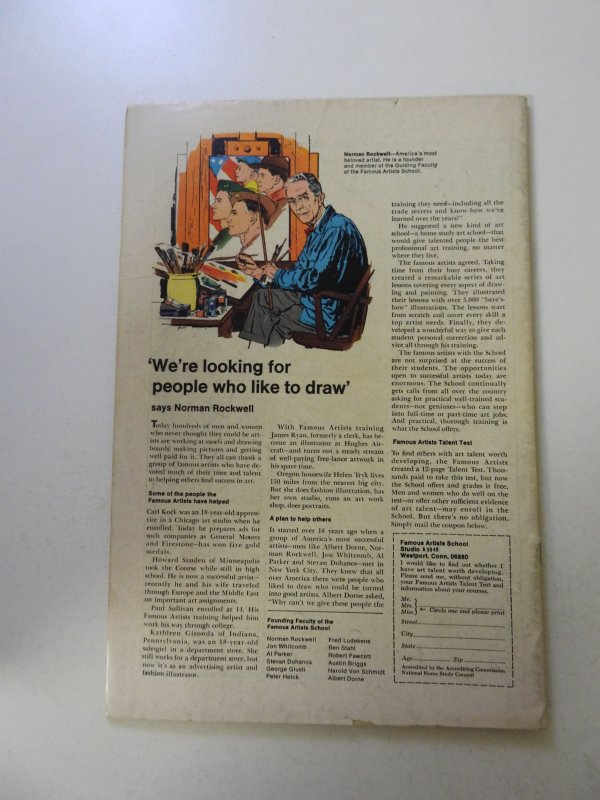 Norman Rockwell—America's most
beloved artist. He is a founder
and member of the Guiding Faculty
of the Famous Artists School.
'We're looking for
people who like to draw'
says Norman Rockwell
Today hundreds of men and women
who never thought they could be art-
ists are working at easels and drawing
boards, making pictures and getting
well paid for it. They all can thank a
group of famous artists who have de-
voted much of their time and talent
to helping others find success in art.
Some of the people the
Famous Artists have helped
Carl Kock was an 18-year-old appren-
tice in a Chicago art studio when he
enrolled. Today he prepares ads for
such companies as General Motors
and Firestone—has won five gold
medals.
Howard Sanden of Minneapolis
took the Course while still in high
school. He is now a successful artist—
recently he and his wife traveled
through Europe and the Middle East
on important art assignments.
Paul Sullivan enrolled at 14. His
Famous Artists training helped him
work his way through college.
Kathleen Gironda of Indiana,
Pennsylvania, was an 18-year-old
salesgirl in a department store. She
still works for a department store, but
now it's as an advertising artist and
fashion illustrator.
With Famous Artists training
James Ryan, formerly a clerk, has be-
come an illustrator at Hughes Air-
craft—and turns out a steady stream
of well-paying free-lance artwork in
his spare time.
Oregon housewife Helen Tryk lives
150 miles from the nearest big city.
But she does fashion illustration, has
her own studio, runs an art work
shop, does portraits.
A plan to help others
It started over 18 years ago when a
group of America's most successful
artists—men like Albert Dorne, Nor-
man Rockwell, Jon Whitcomb, Al
Parker and Stevan Dohanos—met in
New York City. They knew that all
over America there were people who
liked to draw who could be turned
into good artists. Albert Dorne asked,
"Why can't we give these people the
Founding Faculty of the
Famous Artists School
Norman Rockwell
Jon Whitcomb
Al Parker
Stevan Dohanos
George Giusti
Peter Helck
Fred Ludekens
Ben Stahl
Robert Fawcett
Austin Briggs
Harold Von Schmidt
Albert Dorne
training they need—including all the
trade secrets and know-how we've
learned over the years?"
He suggested a new kind of art
school—a home study art school—that
would give talented people the best
professional art training, no matter
where they live.
The famous artists agreed. Taking
time from their busy careers, they
created a remarkable series of art
lessons covering every aspect of draw-
ing and painting. They illustrated
their lessons with over 5,000 "here's-
how" illustrations. The lessons start
from scratch and cover every skill a
top artist needs. Finally, they de-
veloped a wonderful way to give each
student personal correction and ad-
vice all through his training.
The famous artists with the School
are not surprised at the success of
their students. The opportunities
open to successful artists today are
enormous. The School continually
gets calls from all over the country
asking for practical well-trained stu-
dents—not geniuses—who can step
into full-time or part-time art jobs.
And practical, thorough training is
what the School offers.
Famous Artists Talent Test
To find others with art talent worth
developing, the Famous Artists
created a 12-page Talent Test. Thou-
sands paid to take this test, but now
the School offers and grades it free.
Men and women who do well on the
test—or offer other sufficient evidence
of art talent—may enroll in the
School. But there's no obligation.
Simply mail the coupon below.
Famous Artists School
Studio
Westport, Conn. 06880
I would like to find out whether I
have art talent worth developing.
Please send me, without obligation,
your Famous Artists Talent Test and
information about your courses.
Mr.
Mrs.
Miss
← Circle one and please print
Street
City
State
Age Zip
Accredited by the Accrediting Commission
National Home Study Council